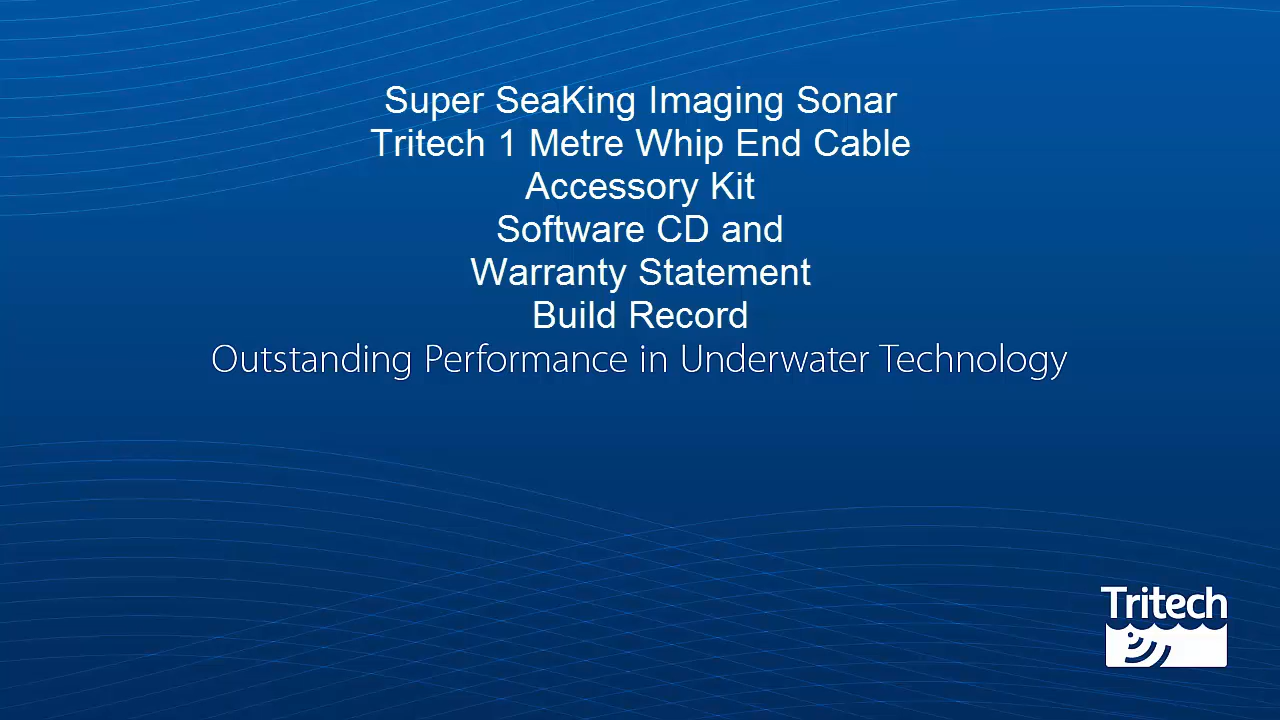 Super SeaKing Imaging Sonar
Tritech 1 Metre Whip End Cable
Accessory Kit
Software CD and
Warranty Statement
Build Record
Outstanding Performance in Underwater Technology
Tritech